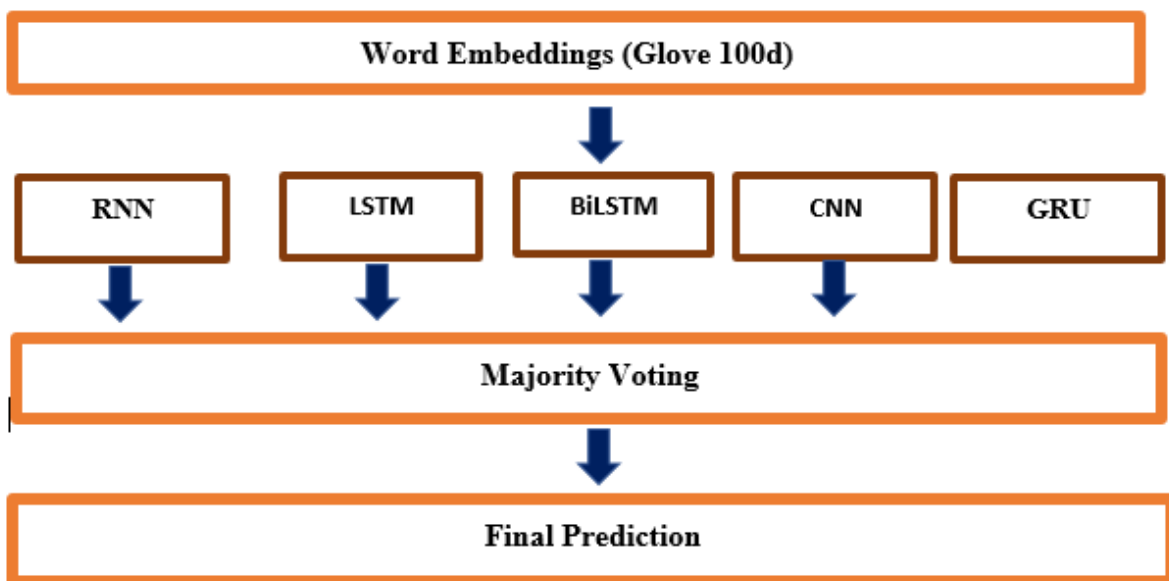 Word Embeddings (Glove 100d)
RNN
LSTM
BiLSTM
CNN
GRU
Majority Voting
Final Prediction